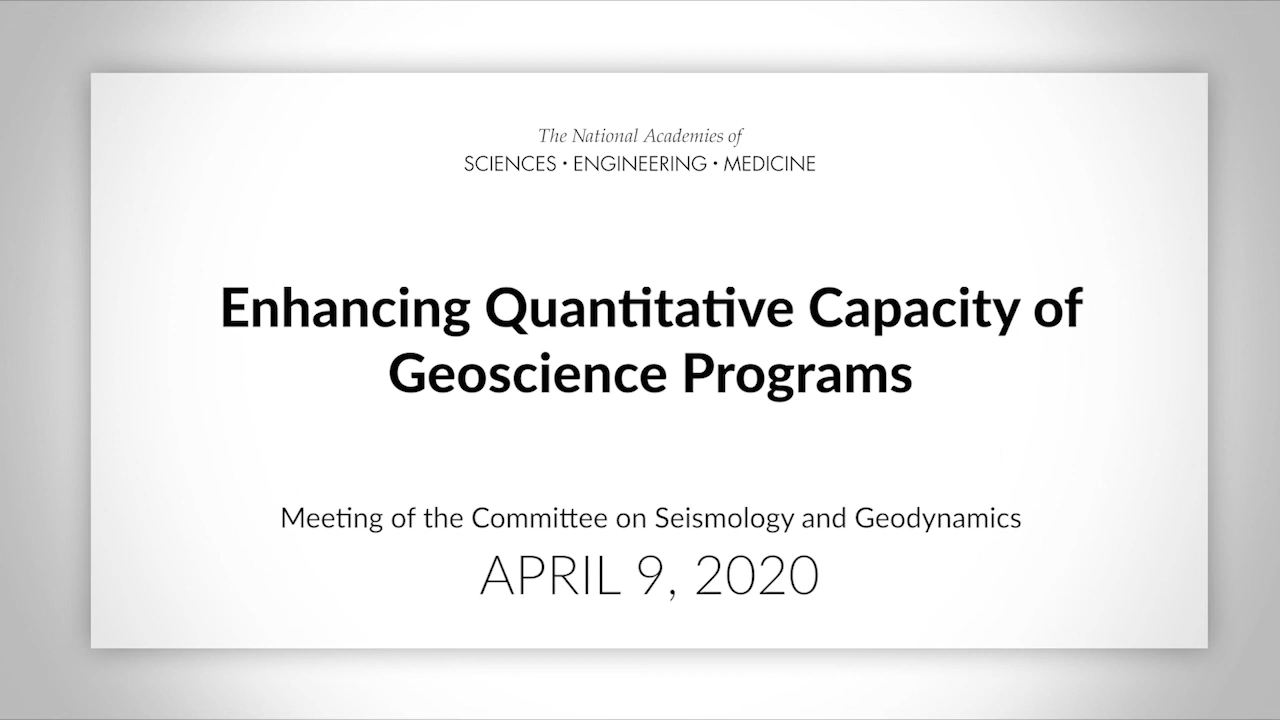 The National Academies of
SCIENCES • ENGINEERING • MEDICINE
Enhancing Quantitative Capacity of
Geoscience Programs
Meeting of the Committee on Seismology and Geodynamics
APRIL 9, 2020